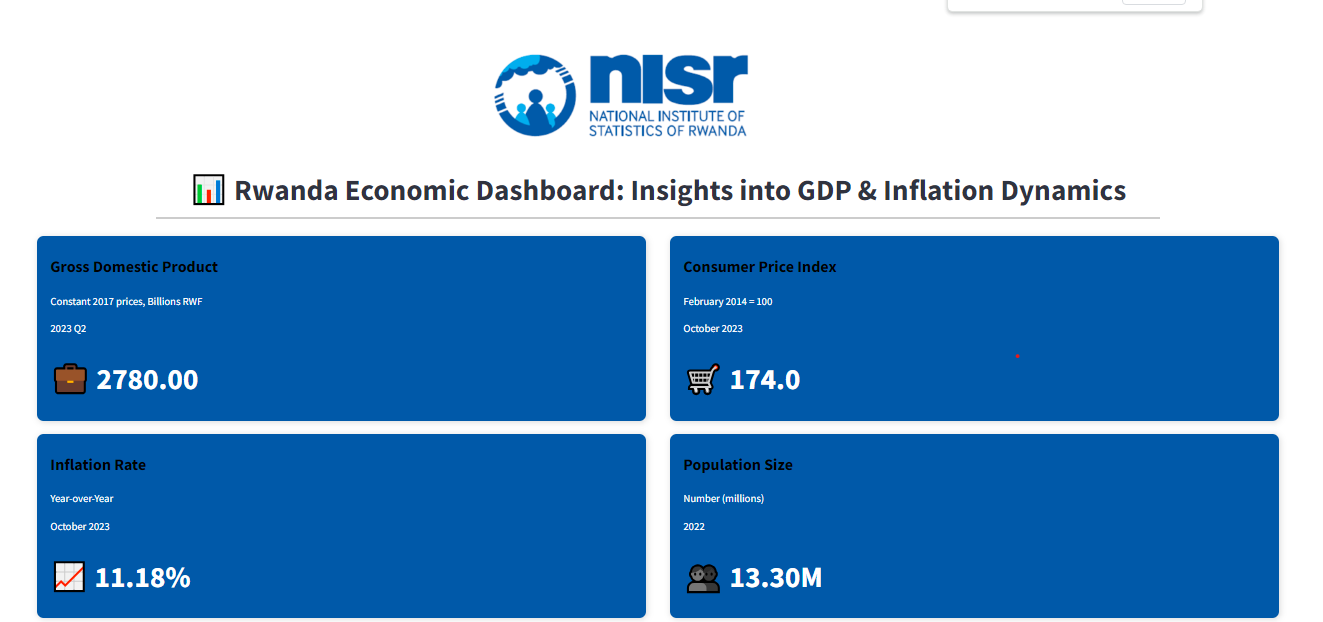 nisr
NATIONAL INSTITUTE OF
STATISTICS OF RWANDA
Rwanda Economic Dashboard: Insights into GDP & Inflation Dynamics
Gross Domestic Product
Constant 2017 prices, Billions RWF
2023 Q2
2780.00
Consumer Price Index
February 2014 = 100
October 2023
174.0
Inflation Rate
Year-over-Year
October 2023
11.18%
Population Size
Number (millions)
2022
13.30M